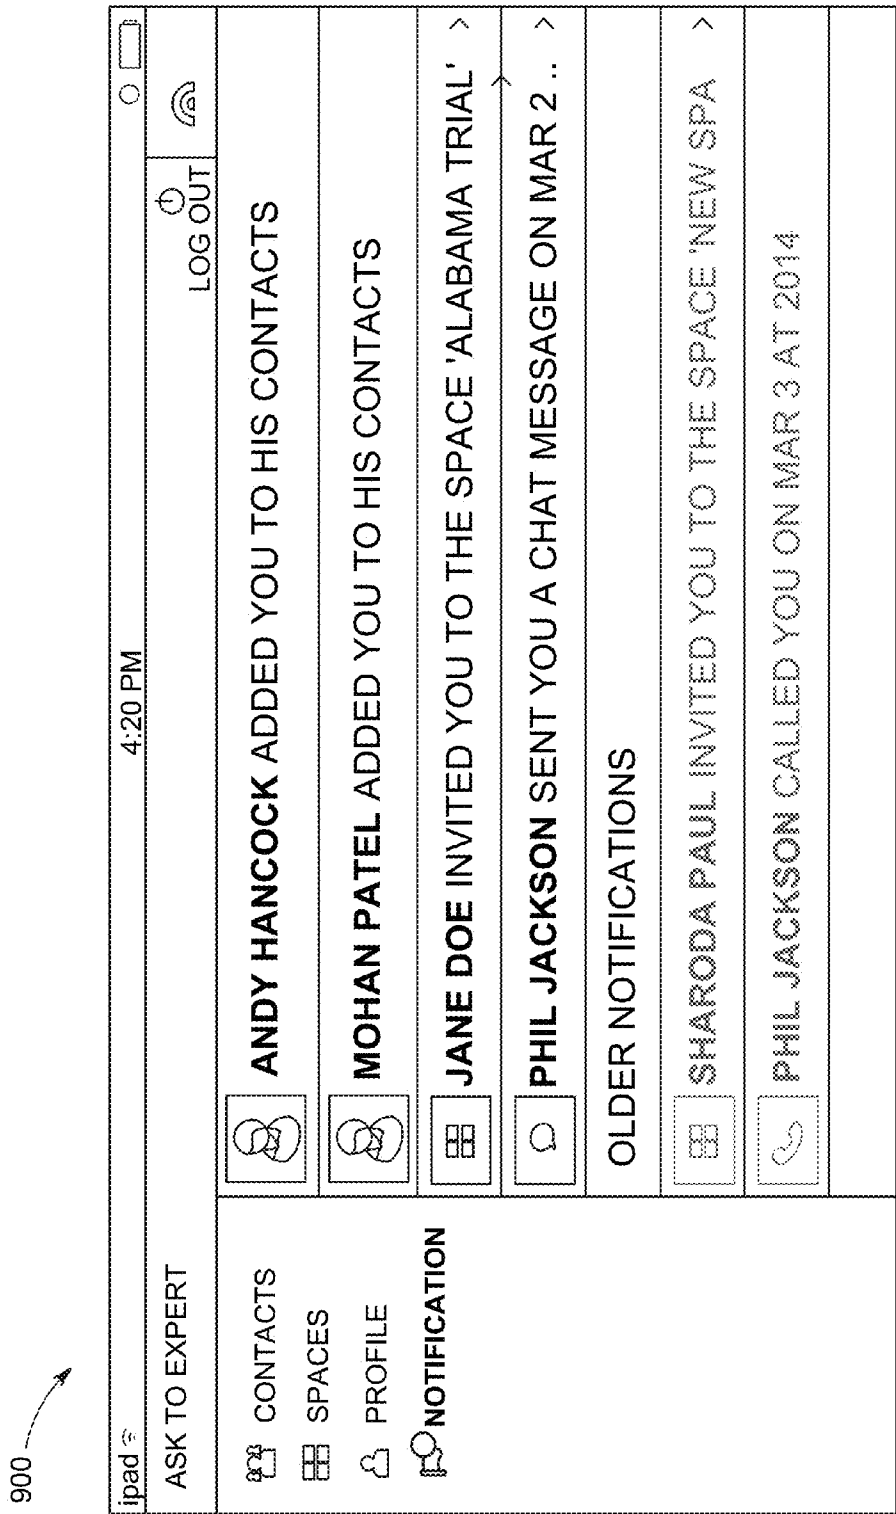 900
ipad 4:20 PM
ASK TO EXPERT
LOG OUT
CONTACTS
SPACES
PROFILE
NOTIFICATION
ANDY HANCOCK ADDED YOU TO HIS CONTACTS
MOHAN PATEL ADDED YOU TO HIS CONTACTS
JANE DOE INVITED YOU TO THE SPACE 'ALABAMA TRIAL' >
PHIL JACKSON SENT YOU A CHAT MESSAGE ON MAR 2 .. >
OLDER NOTIFICATIONS
SHARODA PAUL INVITED YOU TO THE SPACE 'NEW SPA >
PHIL JACKSON CALLED YOU ON MAR 3 AT 2014